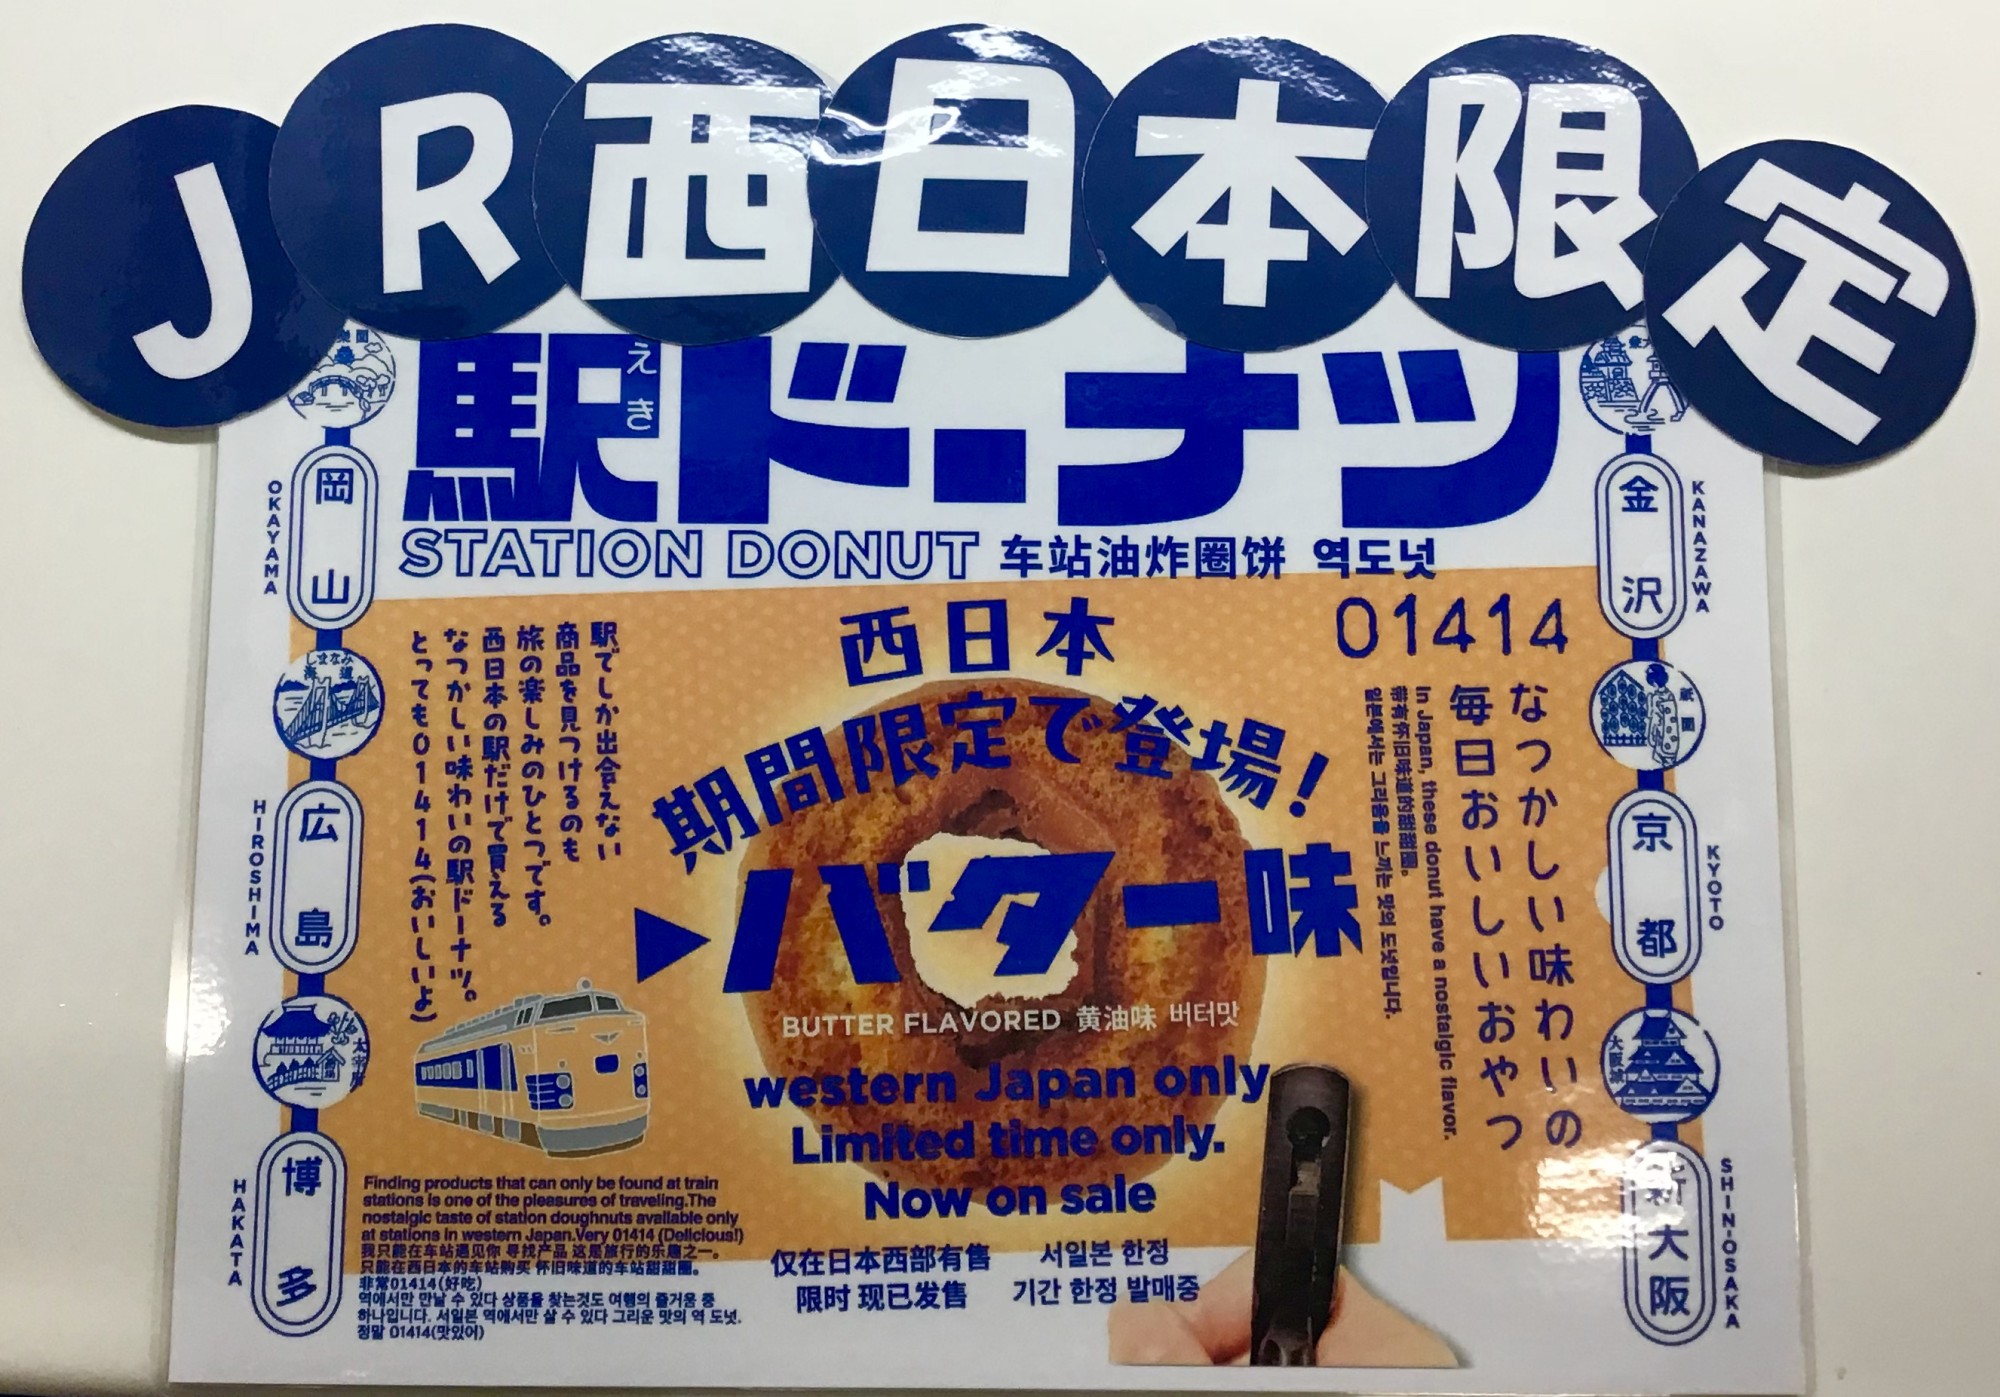 JR西日本限定
駅ドーナツ
えき
STATION DONUT 车站油炸圈饼 역도넛
岡山
OKAYAMA
しまなみ
海道
広島
HIROSHIMA
太宰府
博多
HAKATA
駅でしか出会えない
商品を見つけるのも
旅の楽しみのひとつです。
西日本の駅だけで買える
なつかしい味わいの駅ドーナツ。
とっても01414(おいしいよ)
西日本
期間限定で登場!
▶バター味
BUTTER FLAVORED 黄油味 버터맛
western Japan only
Limited time only.
Now on sale
仅在日本西部有售
限时 现已发售
서일본 한정
기간 한정 발매중
01414
なつかしい味わいの
毎日おいしいおやつ
In Japan, these donut have a nostalgic flavor.
带有怀旧味道的甜甜圈。
일본에서는 그리움을 느끼는 맛의 도넛입니다.
Finding products that can only be found at train
stations is one of the pleasures of traveling.The
nostalgic taste of station doughnuts available only
at stations in western Japan.Very 01414 (Delicious!)
我只能在车站遇见你 寻找产品 这是旅行的乐趣之一。
只能在西日本的车站购买 怀旧味道的车站甜甜圈。
非常01414(好吃)
역에서만 만날 수 있다 상품을 찾는것도 여행의 즐거움 중
하나입니다. 서일본 역에서만 살 수 있다 그리운 맛의 역 도넛.
정말 01414(맛있어)
金沢
KANAZAWA
祇園
京都
KYOTO
大阪城
新大阪
SHIN-OSAKA